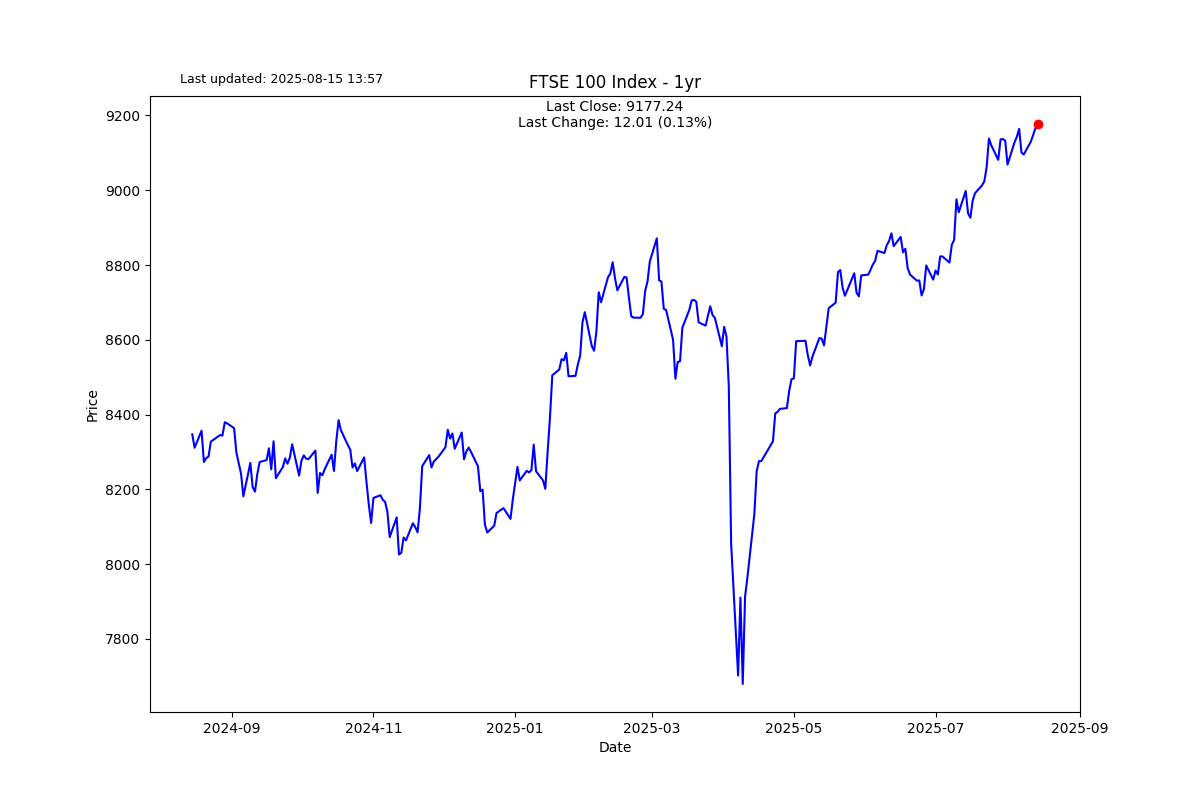 Last updated: 2025-08-15 13:57
FTSE 100 Index - 1yr
Last Close: 9177.24
Last Change: 12.01 (0.13%)
9200
9000
8800
8600
8400
8200
8000
7800
Price
2024-09
2024-11
2025-01
2025-03
2025-05
2025-07
2025-09
Date